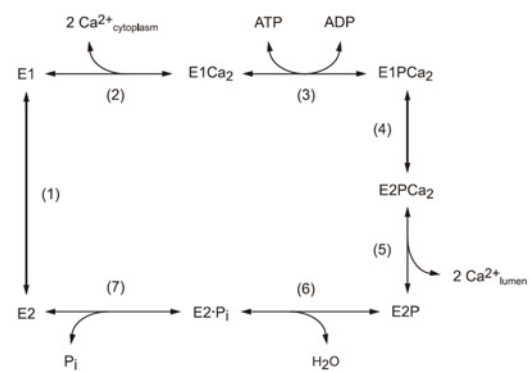 2 Ca2+cytoplasm ATP ADP
E1 E1Ca2 E1PCa2
(2) (3)
(4)
(1) E2PCa2
(5)
2 Ca2+lumen
(7) (6)
E2 E2·Pi E2P
Pi H2O